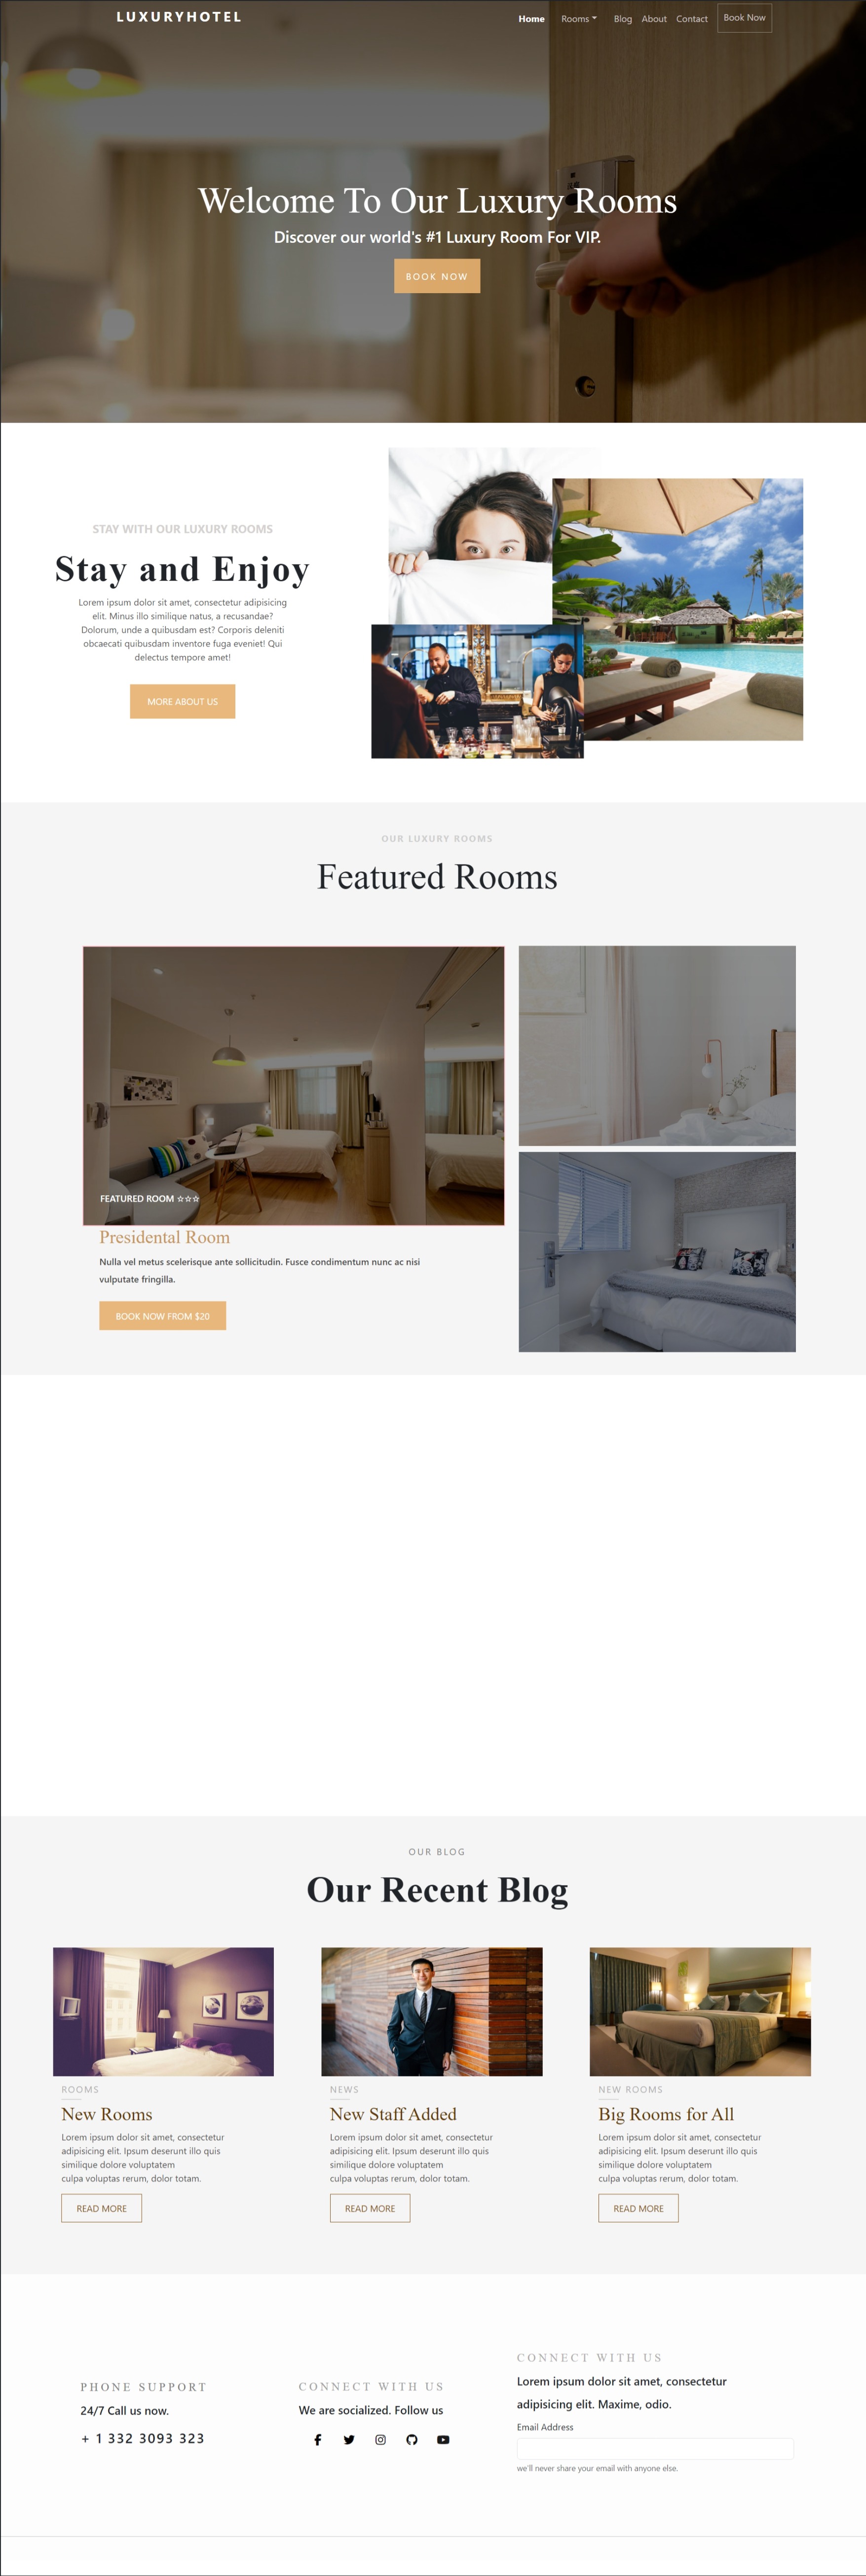 LUXURYHOTEL
Home Rooms Blog About Contact Book Now
Welcome To Our Luxury Rooms
Discover our world's #1 Luxury Room For VIP.
BOOK NOW
STAY WITH OUR LUXURY ROOMS
Stay and Enjoy
Lorem ipsum dolor sit amet, consectetur adipisicing
elit. Minus illo similique natus, a recusandae?
Dolorum, unde a quibusdam est? Corporis deleniti
obcaecati quibusdam inventore fuga eveniet! Qui
delectus tempore amet!
MORE ABOUT US
OUR LUXURY ROOMS
Featured Rooms
FEATURED ROOM ☆☆☆
Presidental Room
Nulla vel metus scelerisque ante sollicitudin. Fusce condimentum nunc ac nisi
vulputate fringilla.
BOOK NOW FROM $20
OUR BLOG
Our Recent Blog
ROOMS
New Rooms
Lorem ipsum dolor sit amet, consectetur
adipisicing elit. Ipsum deserunt illo quis
similique dolore voluptatem
culpa voluptas rerum, dolor totam.
READ MORE
NEWS
New Staff Added
Lorem ipsum dolor sit amet, consectetur
adipisicing elit. Ipsum deserunt illo quis
similique dolore voluptatem
culpa voluptas rerum, dolor totam.
READ MORE
NEW ROOMS
Big Rooms for All
Lorem ipsum dolor sit amet, consectetur
adipisicing elit. Ipsum deserunt illo quis
similique dolore voluptatem
culpa voluptas rerum, dolor totam.
READ MORE
PHONE SUPPORT
24/7 Call us now.
+ 1 332 3093 323
CONNECT WITH US
We are socialized. Follow us
CONNECT WITH US
Lorem ipsum dolor sit amet, consectetur
adipisicing elit. Maxime, odio.
Email Address
we'll never share your email with anyone else.